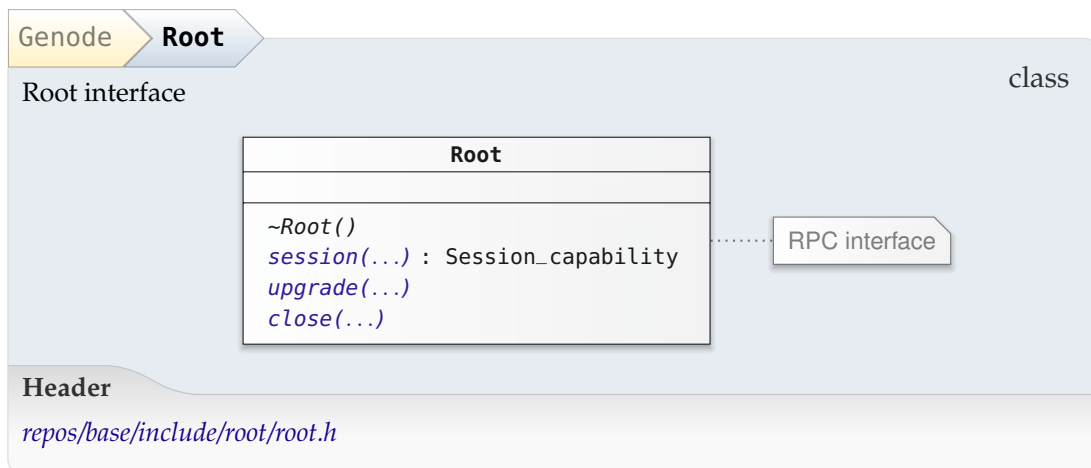 Genode Root
class
Root interface
Root
~Root()
session(...) : Session_capability
upgrade(...)
close(...)
RPC interface
Header
repos/base/include/root/root.h